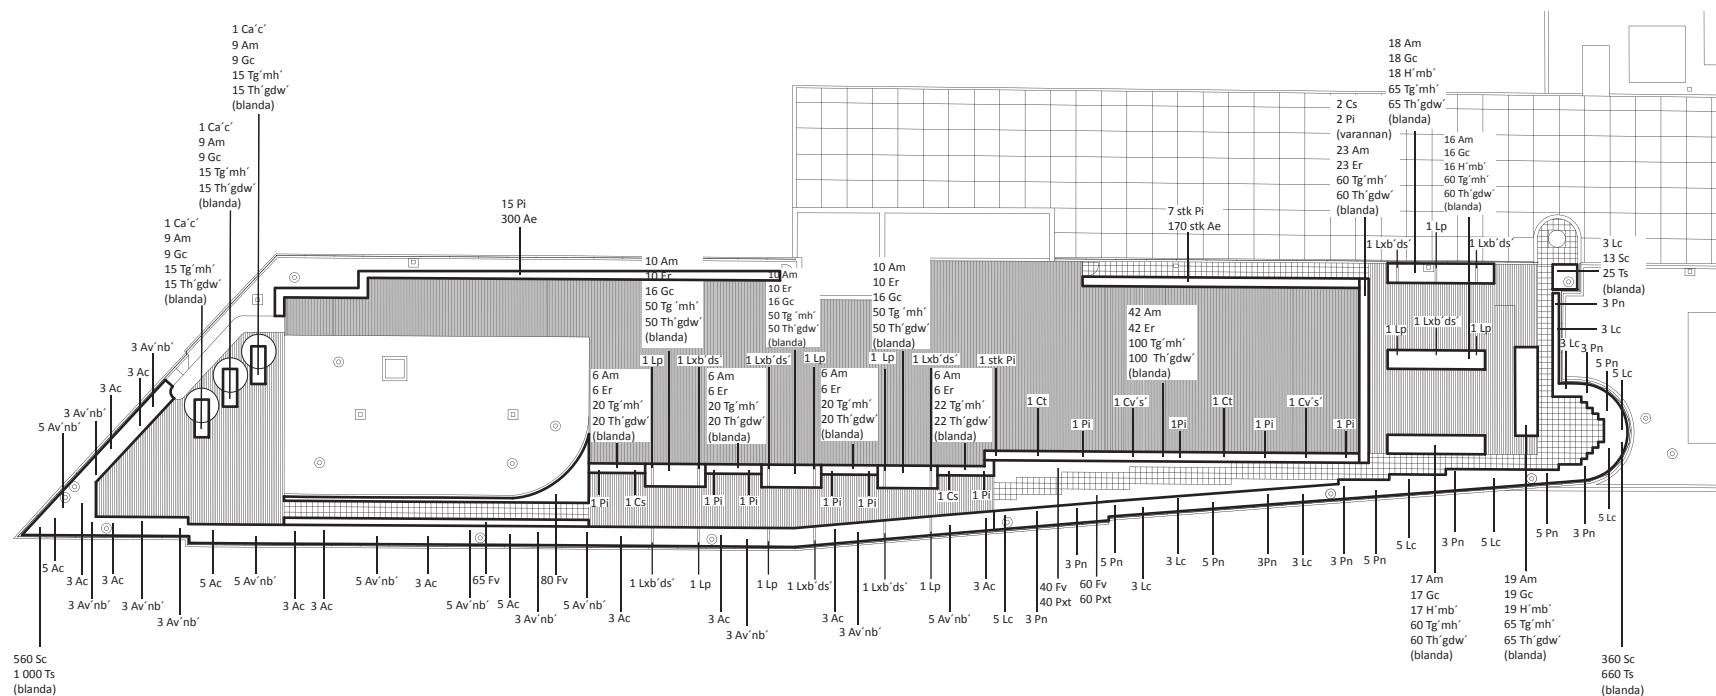 1 Ca´c´
9 Am
9 Gc
15 Tg´mh´
15 Th´gdw´
(blanda)
1 Ca´c´
9 Am
9 Gc
15 Tg´mh´
15 Th´gdw´
(blanda)
1 Ca´c´
9 Am
9 Gc
15 Tg´mh´
15 Th´gdw´
(blanda)
15 Pi
300 Ae
10 Am
10 Er
16 Gc
50 Tg´mh´
50 Th´gdw´
(blanda)
10 Am
10 Er
16 Gc
50 Tg´mh´
50 Th´gdw´
(blanda)
10 Am
10 Er
16 Gc
50 Tg´mh´
50 Th´gdw´
(blanda)
7 stk Pi
170 stk Ae
2 Cs
2 Pi
(varannan)
23 Am
23 Er
60 Tg´mh´
60 Th´gdw´
(blanda)
18 Am
18 Gc
18 H´mb´
65 Tg´mh´
65 Th´gdw´
(blanda)
16 Am
16 Gc
16 H´mb´
60 Tg´mh´
60 Th´gdw´
(blanda)
1 Lxb´ds´
1 Lp
1 Lxb´ds´
3 Lc
13 Sc
25 Ts
(blanda)
3 Pn
3 Lc
3 Lc
3 Pn
5 Pn
5 Lc
1 Lp
1 Lxb´ds´
1 Lp
42 Am
42 Er
100 Tg´mh´
100 Th´gdw´
(blanda)
1 Lp
1 Lxb´ds´
1 Lxb´ds´
1 Lp
1 Lp
1 Lxb´ds´
1 stk Pi
6 Am
6 Er
20 Tg´mh´
20 Th´gdw´
(blanda)
6 Am
6 Er
20 Tg´mh´
20 Th´gdw´
(blanda)
6 Am
6 Er
20 Tg´mh´
20 Th´gdw´
(blanda)
6 Am
6 Er
22 Tg´mh´
22 Th´gdw´
(blanda)
1 Ct
1 Pi
1 Cv´s´
1Pi
1 Ct
1 Pi
1 Cv´s´
1 Pi
3 Av´nb´
3 Ac
3 Ac
3 Av´nb´
5 Av´nb´
1 Pi
1 Cs
1 Pi
1 Pi
1 Pi
1 Pi
1 Cs
1 Pi
5 Ac
3 Ac
3 Av´nb´
3 Ac
3 Av´nb´
3 Av´nb´
5 Ac
5 Av´nb´
3 Ac
3 Ac
5 Av´nb´
3 Ac
5 Av´nb´
65 Fv
5 Ac
3 Av´nb´
80 Fv
5 Av´nb´
3 Ac
1 Lxb´ds´
1 Lp
3 Ac
3 Av´nb´
1 Lp
1 Lxb´ds´
3 Ac
3 Av´nb´
1 Lxb´ds´
1 Lp
5 Av´nb´
3 Ac
5 Lc
3 Pn
40 Fv
40 Pxt
3 Pn
60 Fv
60 Pxt
5 Pn
3 Lc
3 Lc
5 Pn
3Pn
3 Lc
3 Pn
5 Pn
5 Lc
3 Pn
5 Lc
5 Pn
3 Pn
5 Lc
17 Am
17 Gc
17 H´mb´
60 Tg´mh´
60 Th´gdw´
(blanda)
19 Am
19 Gc
19 H´mb´
65 Tg´mh´
65 Th´gdw´
(blanda)
560 Sc
1 000 Ts
(blanda)
360 Sc
660 Ts
(blanda)